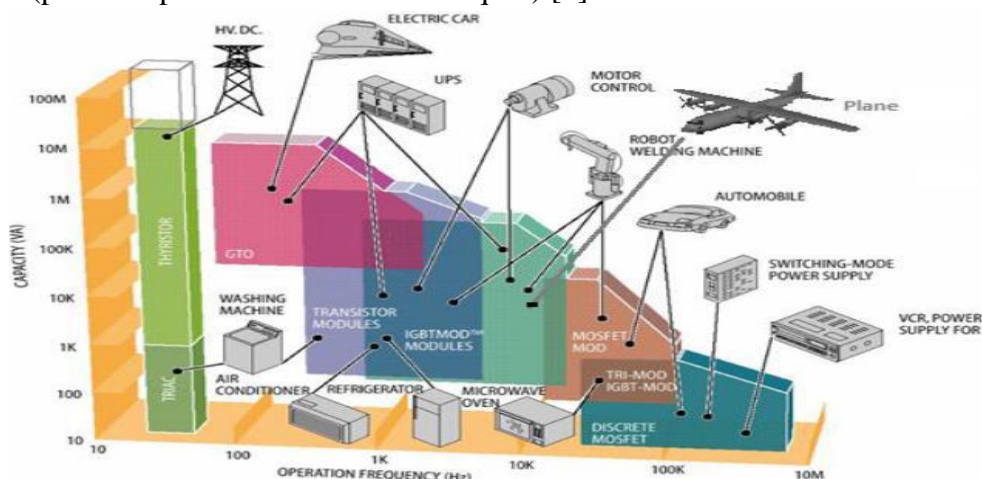 ELECTRIC CAR
HV. DC.
UPS
MOTOR
CONTROL
Plane
100M
ROBOT
WELDING MACHINE
10M
AUTOMOBILE
1M
THYRISTOR
100K
GTO
CAPACITY (VA)
SWITCHING-MODE
POWER SUPPLY
10K
WASHING
MACHINE
TRANSISTOR
MODULES
IGBTMOD™
MODULES
MOSFET
MOD
VCR, POWER
SUPPLY FOR
1K
TRIAC
AIR
CONDITIONER
REFRIGERATOR
MICROWAVE
OVEN
TRI-MOD
IGBT-MOD
100
DISCRETE
MOSFET
10
10
100
1K
10K
100K
10M
OPERATION FREQUENCY (Hz)